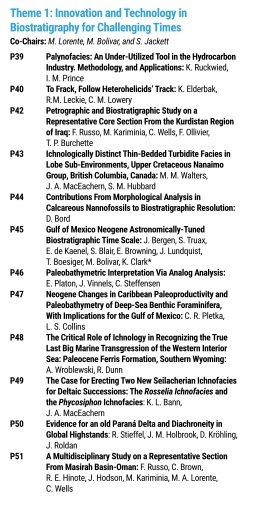 Theme 1: Innovation and Technology in
Biostratigraphy for Challenging Times
Co-Chairs: M. Lorente, M. Bolivar, and S. Jackett
P39 Palynofacies: An Under-Utilized Tool in the Hydrocarbon
Industry. Methodology, and Applications: K. Ruckwied,
I. M. Prince
P40 To Frack, Follow Heterohelicids' Track: K. Elderbak,
R.M. Leckie, C. M. Lowery
P42 Petrographic and Biostratigraphic Study on a
Representative Core Section From the Kurdistan Region
of Iraq: F. Russo, M. Kariminia, C. Wells, F. Ollivier,
T. P. Burchette
P43 Ichnologically Distinct Thin-Bedded Turbidite Facies in
Lobe Sub-Environments, Upper Cretaceous Nanaimo
Group, British Columbia, Canada: M. M. Walters,
J. A. MacEachern, S. M. Hubbard
P44 Contributions From Morphological Analysis in
Calcareous Nannofossils to Biostratigraphic Resolution:
D. Bord
P45 Gulf of Mexico Neogene Astronomically-Tuned
Biostratigraphic Time Scale: J. Bergen, S. Truax,
E. de Kaenel, S. Blair, E. Browning, J. Lundquist,
T. Boesiger, M. Bolivar, K. Clark*
P46 Paleobathymetric Interpretation Via Analog Analysis:
E. Platon, J. Vinnels, C. Steffensen
P47 Neogene Changes in Caribbean Paleoproductivity and
Paleobathymetry of Deep-Sea Benthic Foraminifera,
With Implications for the Gulf of Mexico: C. R. Pletka,
L. S. Collins
P48 The Critical Role of Ichnology in Recognizing the True
Last Big Marine Transgression of the Western Interior
Sea: Paleocene Ferris Formation, Southern Wyoming:
A. Wroblewski, R. Dunn
P49 The Case for Erecting Two New Seilacherian Ichnofacies
for Deltaic Successions: The Rosselia Ichnofacies and
the Phycosiphon Ichnofacies: K. L. Bann,
J. A. MacEachern
P50 Evidence for an old Paraná Delta and Diachroneity in
Global Highstands: R. Stieffel, J. M. Holbrook, D. Kröhling,
J. Roldan
P51 A Multidisciplinary Study on a Representative Section
From Masirah Basin-Oman: F. Russo, C. Brown,
R. E. Hinote, J. Hodson, M. Kariminia, M. A. Lorente,
C. Wells